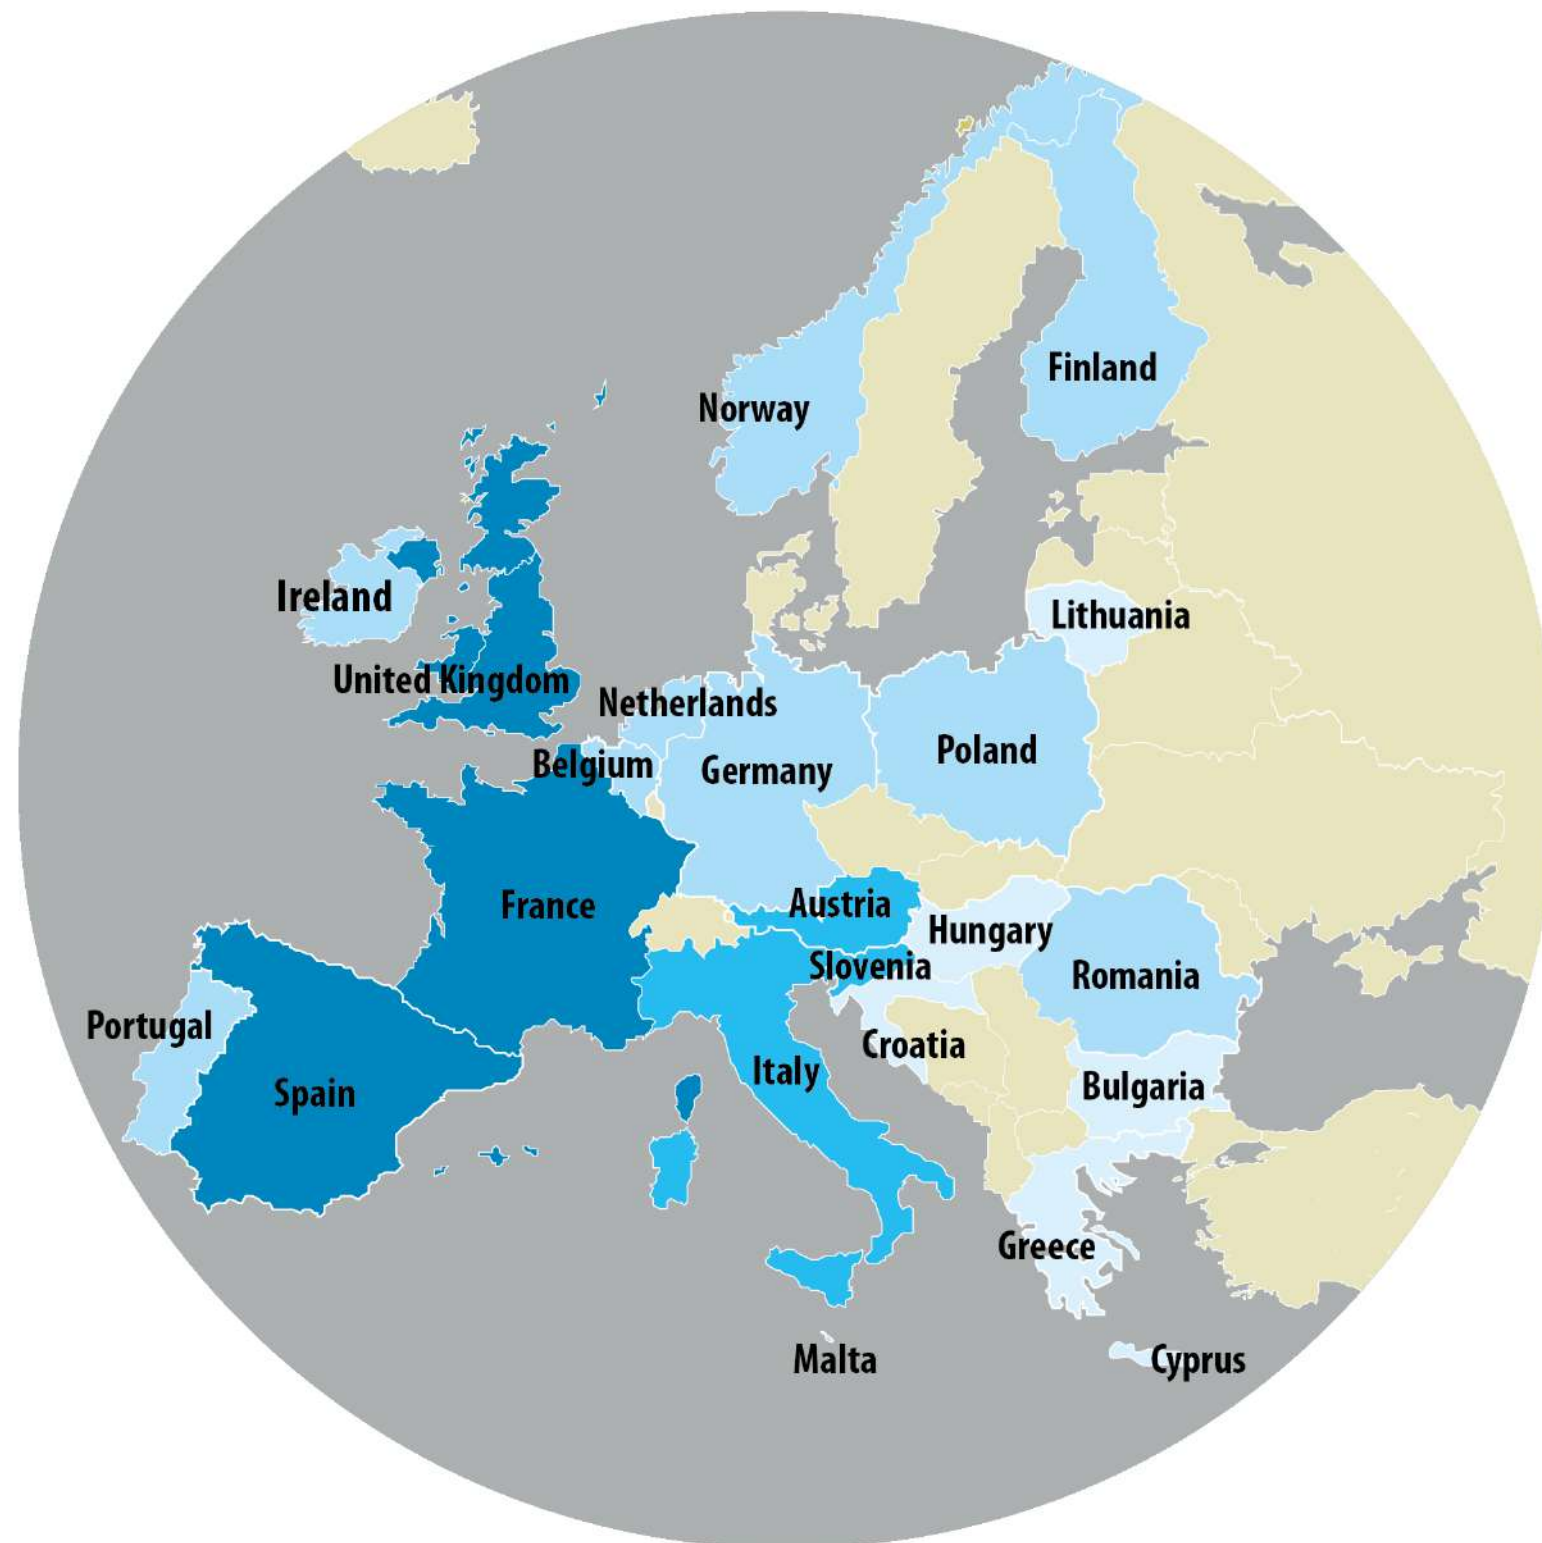 Finland
Norway
Ireland
Lithuania
United Kingdom
Netherlands
Belgium
Germany
Poland
France
Austria
Hungary
Slovenia
Romania
Portugal
Croatia
Italy
Spain
Bulgaria
Greece
Malta
Cyprus